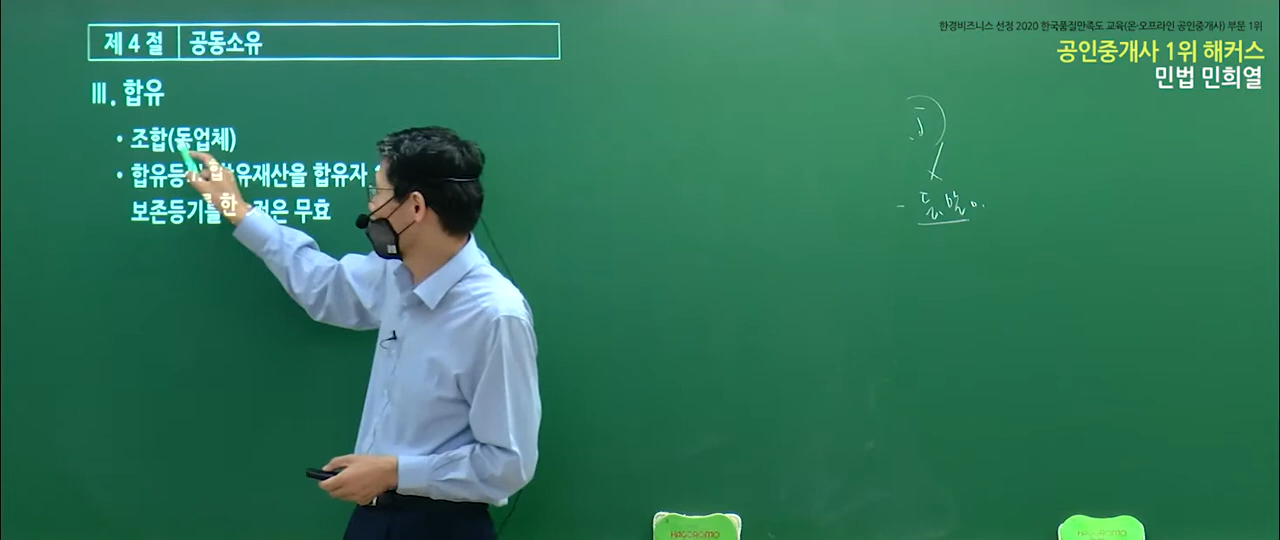 한경비즈니스 선정 2020 한국품질만족도 교육(온·오프라인 공인중개사) 부문 1위
공인중개사 1위 해커스
민법 민희열
제 4 절 공동소유
Ⅲ. 합유
• 조합(동업체)
• 합유등 합유재산을 합유자
보존등기를 한 것은 무효
HAGOROMO
HAGOROMO